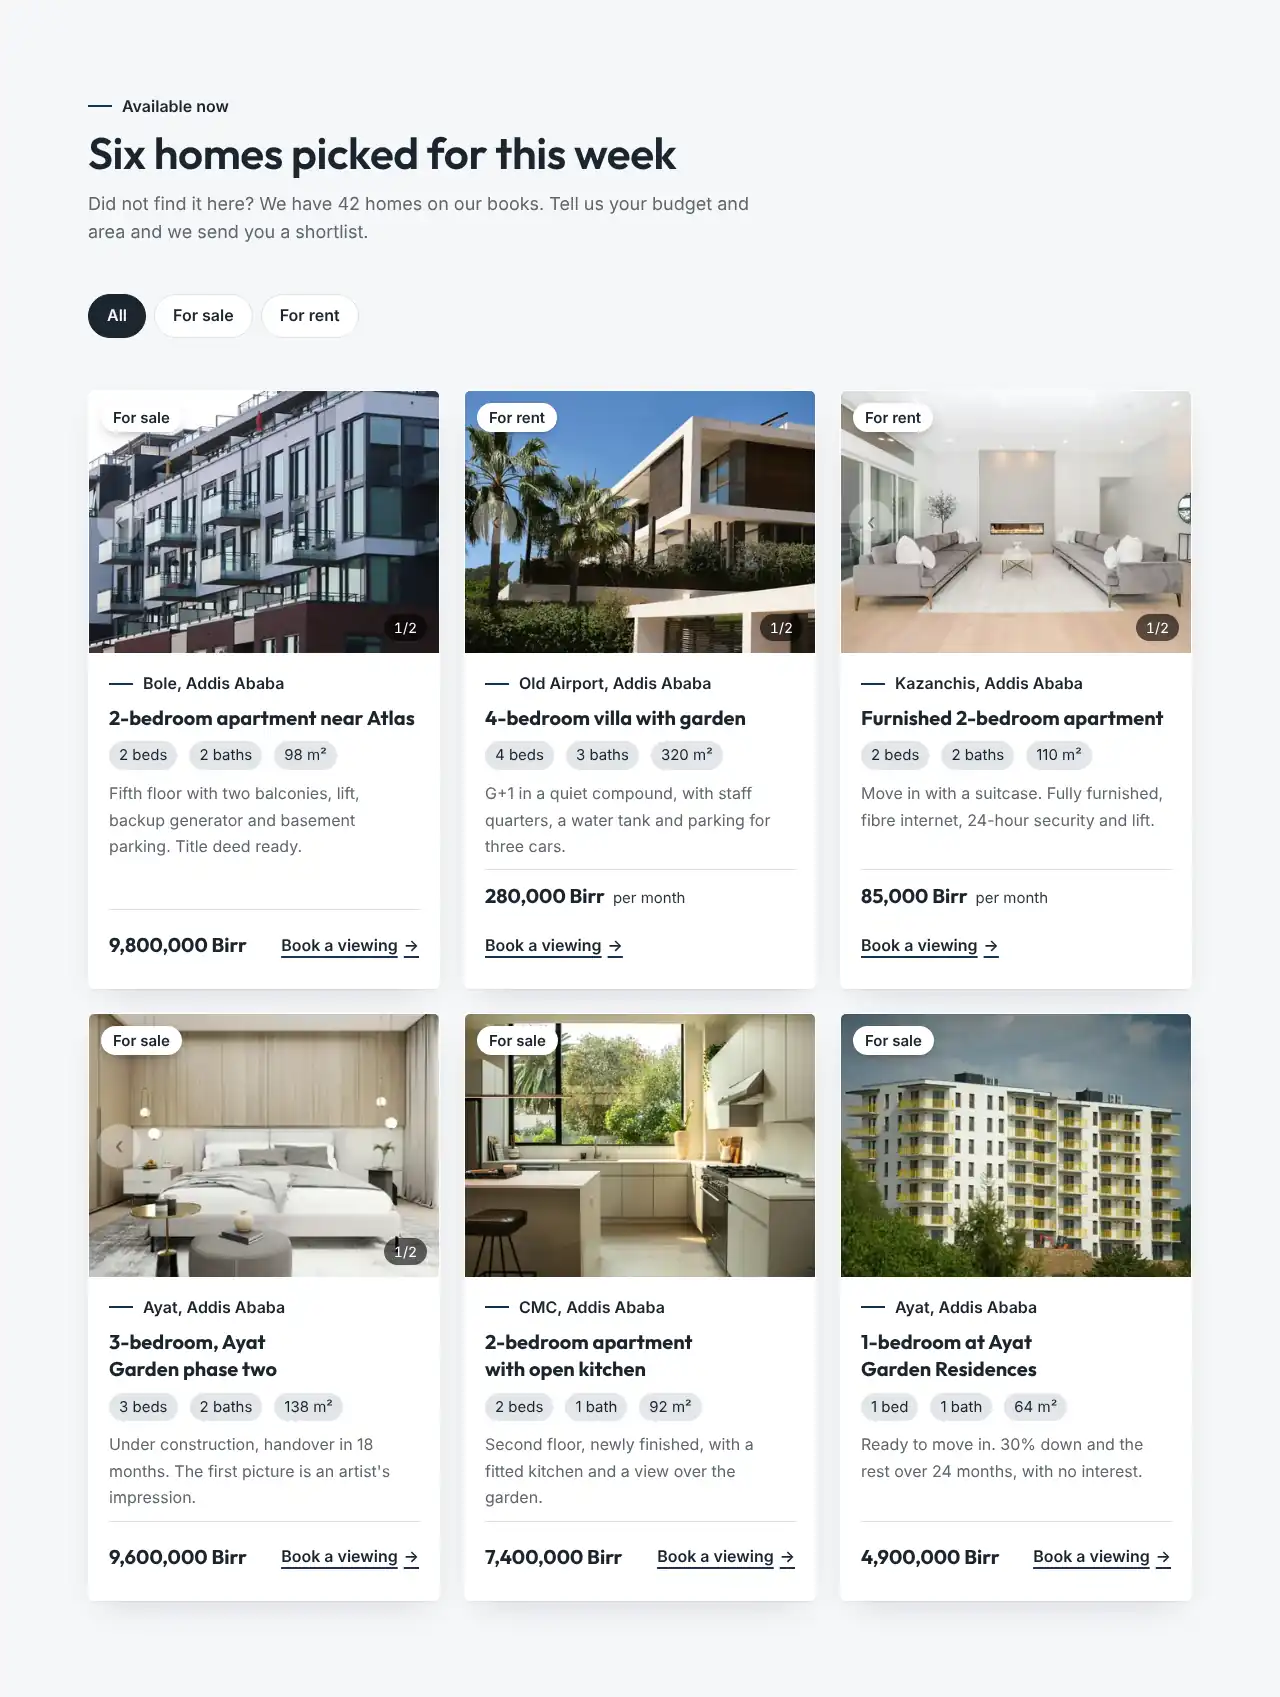 Available now
Six homes picked for this week
Did not find it here? We have 42 homes on our books. Tell us your budget and
area and we send you a shortlist.
All
For sale
For rent
For sale
1/2
Bole, Addis Ababa
2-bedroom apartment near Atlas
2 beds
2 baths
98 m²
Fifth floor with two balconies, lift,
backup generator and basement
parking. Title deed ready.
9,800,000 Birr
Book a viewing →
For rent
1/2
Old Airport, Addis Ababa
4-bedroom villa with garden
4 beds
3 baths
320 m²
G+1 in a quiet compound, with staff
quarters, a water tank and parking for
three cars.
280,000 Birr per month
Book a viewing →
For rent
1/2
Kazanchis, Addis Ababa
Furnished 2-bedroom apartment
2 beds
2 baths
110 m²
Move in with a suitcase. Fully furnished,
fibre internet, 24-hour security and lift.
85,000 Birr per month
Book a viewing →
For sale
1/2
Ayat, Addis Ababa
3-bedroom, Ayat
Garden phase two
3 beds
2 baths
138 m²
Under construction, handover in 18
months. The first picture is an artist's
impression.
9,600,000 Birr
Book a viewing →
For sale
CMC, Addis Ababa
2-bedroom apartment
with open kitchen
2 beds
1 bath
92 m²
Second floor, newly finished, with a
fitted kitchen and a view over the
garden.
7,400,000 Birr
Book a viewing →
For sale
Ayat, Addis Ababa
1-bedroom at Ayat
Garden Residences
1 bed
1 bath
64 m²
Ready to move in. 30% down and the
rest over 24 months, with no interest.
4,900,000 Birr
Book a viewing →